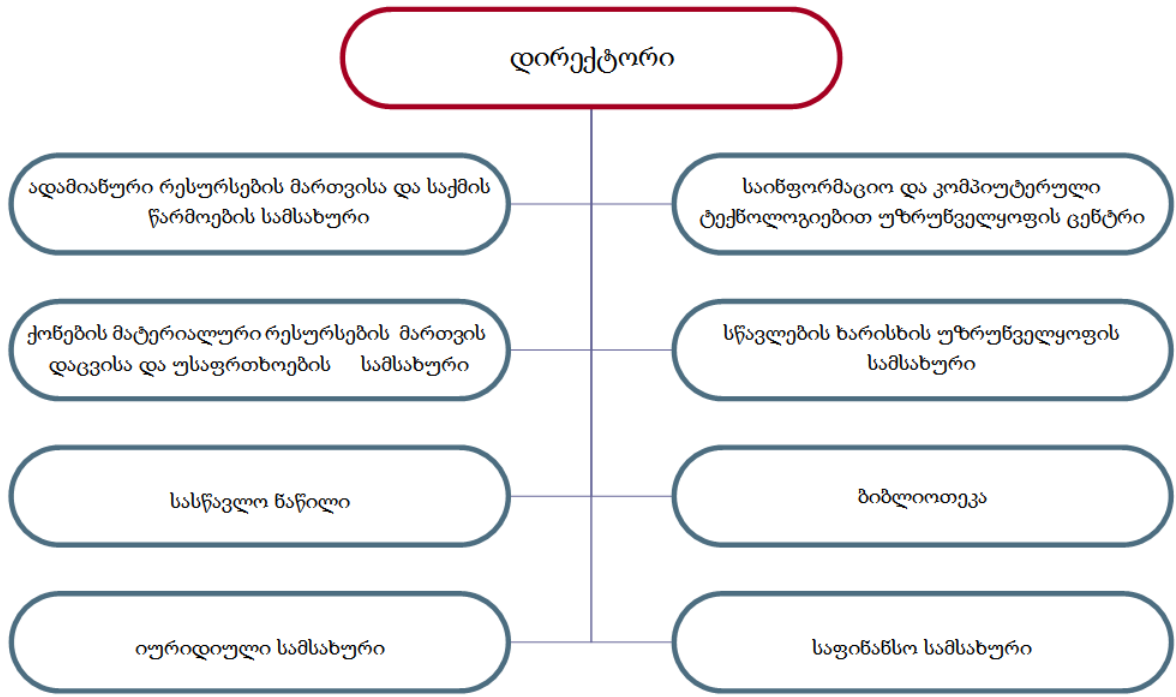 დირექტორი
ადამიანური რესურსების მართვისა და საქმის
წარმოების სამსახური
საინფორმაციო და კომპიუტერული
ტექნოლოგიებით უზრუნველყოფის ცენტრი
ქონების მატერიალური რესურსების მართვის
დაცვისა და უსაფრთხოების სამსახური
სწავლების ხარისხის უზრუნველყოფის
სამსახური
სასწავლო ნაწილი
ბიბლიოთეკა
იურიდიული სამსახური
საფინანსო სამსახური